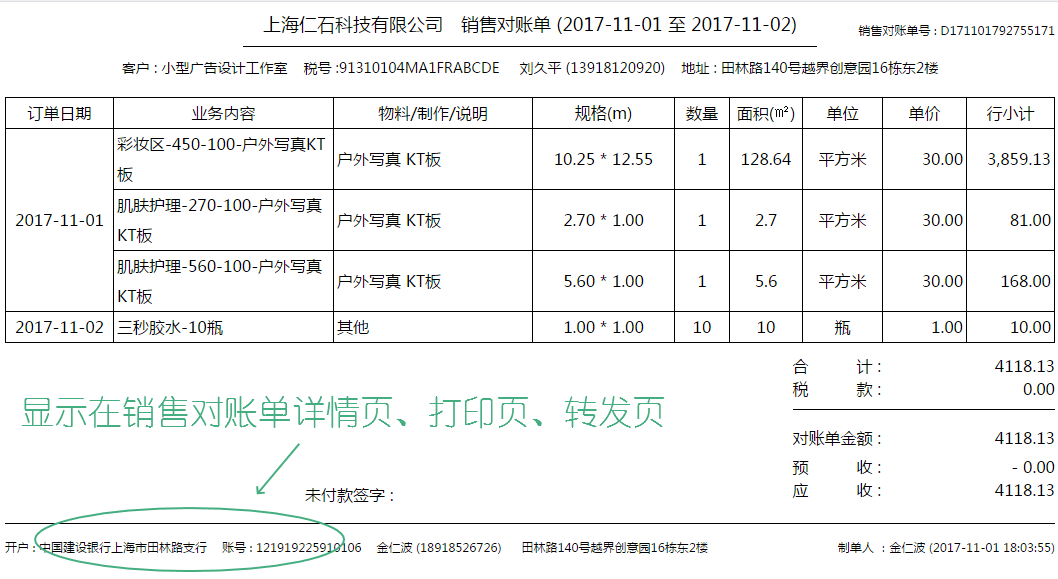 上海仁石科技有限公司 销售对账单 (2017-11-01 至 2017-11-02)
销售对账单号 : D171101792755171
客户 : 小型广告设计工作室 税号 :91310104MA1FRABCDE 刘久平 (13918120920) 地址 : 田林路140号越界创意园16栋东2楼
订单日期 业务内容 物料/制作/说明 规格(m) 数量 面积(㎡) 单位 单价 行小计
2017-11-01 彩妆区-450-100-户外写真KT板 户外写真 KT板 10.25 * 12.55 1 128.64 平方米 30.00 3,859.13
肌肤护理-270-100-户外写真KT板 户外写真 KT板 2.70 * 1.00 1 2.7 平方米 30.00 81.00
肌肤护理-560-100-户外写真KT板 户外写真 KT板 5.60 * 1.00 1 5.6 平方米 30.00 168.00
2017-11-02 三秒胶水-10瓶 其他 1.00 * 1.00 10 10 瓶 1.00 10.00
合 计 : 4118.13
税 款 : 0.00
显示在销售对账单详情页、打印页、转发页
对账单金额 : 4118.13
预 收 : - 0.00
应 收 : 4118.13
未付款签字 :
开户 : 中国建设银行上海市田林路支行 账号 : 121919225910106 金仁波 (18918526726) 田林路140号越界创意园16栋东2楼
制单人 : 金仁波 (2017-11-01 18:03:55)